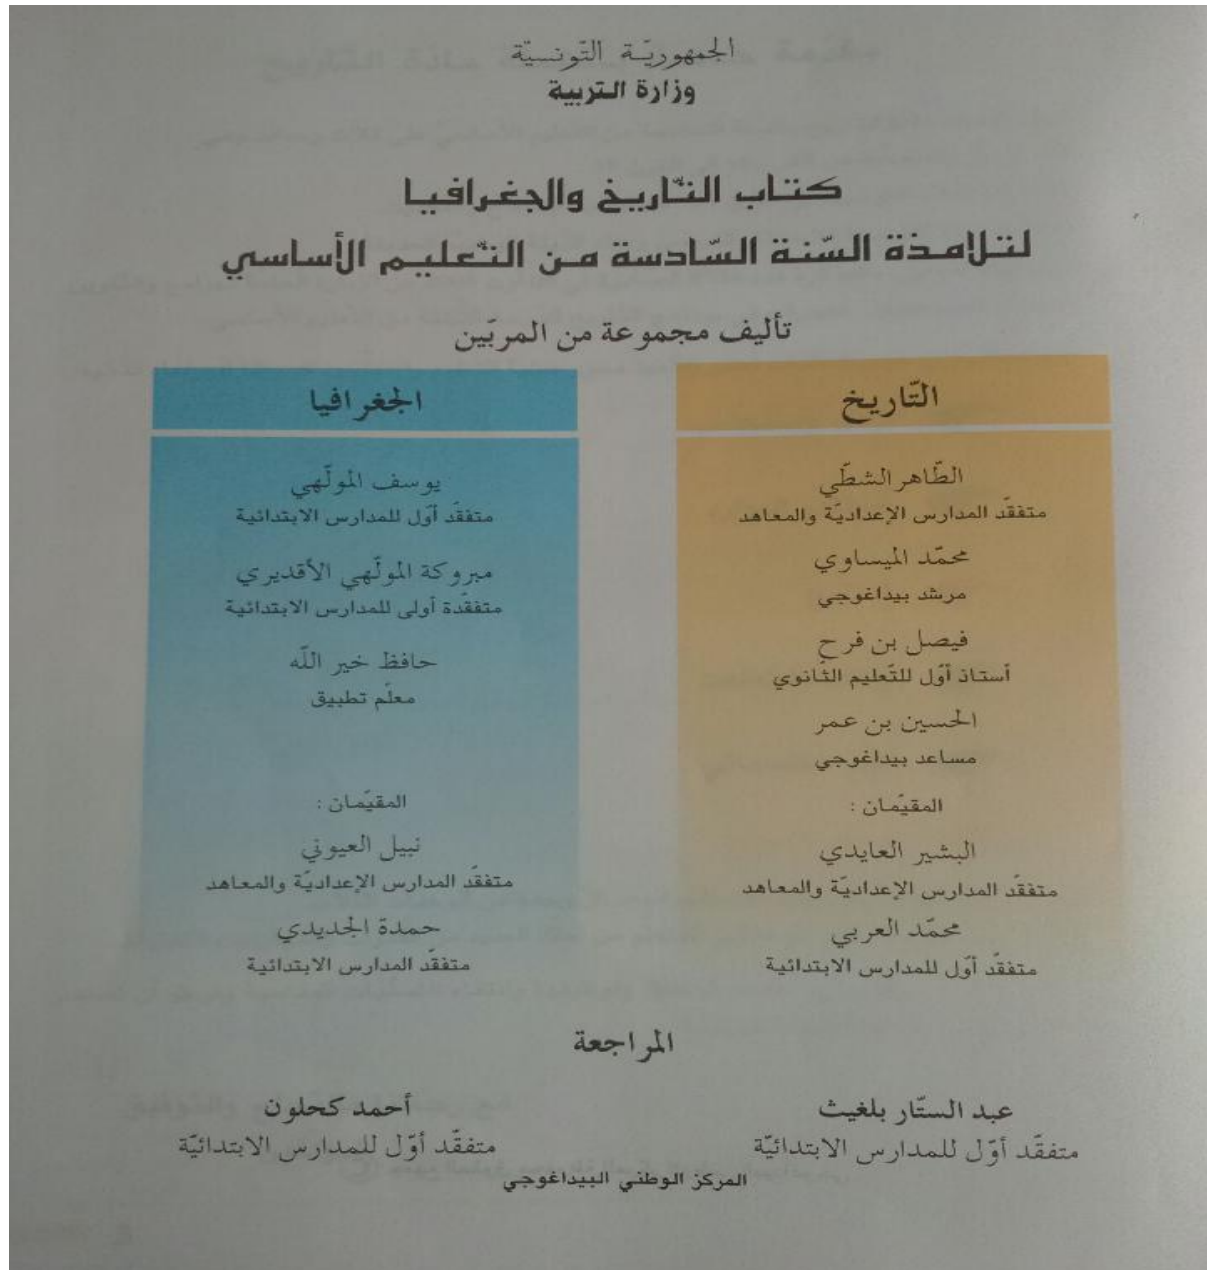 الجمهوريّة التّونسيّة
وزارة التربية
كتاب التّاريخ والجغرافيا
لتلامذة السّنة السّادسة من التّعليم الأساسي
تأليف مجموعة من المربّين
التّاريخ
الطّاهر الشطّي
متفقّد المدارس الإعداديّة والمعاهد
محمّد الميساوي
مرشد بيداغوجي
فيصل بن فرح
أستاذ أوّل للتّعليم الثّانوي
الحسين بن عمر
مساعد بيداغوجي
المقيّمان :
البشير العايدي
متفقّد المدارس الإعداديّة والمعاهد
محمّد العربي
متفقّد أوّل للمدارس الابتدائية
الجغرافيا
يوسف المولّهي
متفقّد أوّل للمدارس الابتدائية
مبروكة المولّهي الأقديري
متفقّدة أولى للمدارس الابتدائية
حافظ خير اللّه
معلّم تطبيق
المقيّمان :
نبيل العيوني
متفقّد المدارس الإعداديّة والمعاهد
حمدة الجديدي
متفقّد المدارس الابتدائية
المراجعة
عبد الستّار بلغيث
متفقّد أوّل للمدارس الابتدائيّة
أحمد كحلون
متفقّد أوّل للمدارس الابتدائيّة
المركز الوطني البيداغوجي